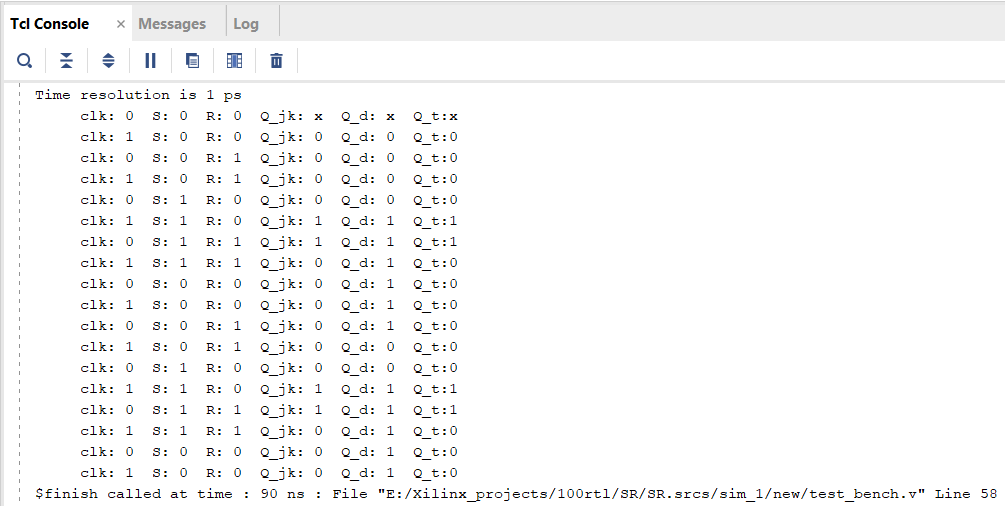 Tcl Console × Messages Log
Time resolution is 1 ps
clk: 0 S: 0 R: 0 Q_jk: x Q_d: x Q_t:x
clk: 1 S: 0 R: 0 Q_jk: 0 Q_d: 0 Q_t:0
clk: 0 S: 0 R: 1 Q_jk: 0 Q_d: 0 Q_t:0
clk: 1 S: 0 R: 1 Q_jk: 0 Q_d: 0 Q_t:0
clk: 0 S: 1 R: 0 Q_jk: 0 Q_d: 0 Q_t:0
clk: 1 S: 1 R: 0 Q_jk: 1 Q_d: 1 Q_t:1
clk: 0 S: 1 R: 1 Q_jk: 1 Q_d: 1 Q_t:1
clk: 1 S: 1 R: 1 Q_jk: 0 Q_d: 1 Q_t:0
clk: 0 S: 0 R: 0 Q_jk: 0 Q_d: 1 Q_t:0
clk: 1 S: 0 R: 0 Q_jk: 0 Q_d: 1 Q_t:0
clk: 0 S: 0 R: 1 Q_jk: 0 Q_d: 1 Q_t:0
clk: 1 S: 0 R: 1 Q_jk: 0 Q_d: 0 Q_t:0
clk: 0 S: 1 R: 0 Q_jk: 0 Q_d: 0 Q_t:0
clk: 1 S: 1 R: 0 Q_jk: 1 Q_d: 1 Q_t:1
clk: 0 S: 1 R: 1 Q_jk: 1 Q_d: 1 Q_t:1
clk: 1 S: 1 R: 1 Q_jk: 0 Q_d: 1 Q_t:0
clk: 0 S: 0 R: 0 Q_jk: 0 Q_d: 1 Q_t:0
clk: 1 S: 0 R: 0 Q_jk: 0 Q_d: 1 Q_t:0
$finish called at time : 90 ns : File "E:/Xilinx_projects/100rtl/SR/SR.srcs/sim_1/new/test_bench.v" Line 58